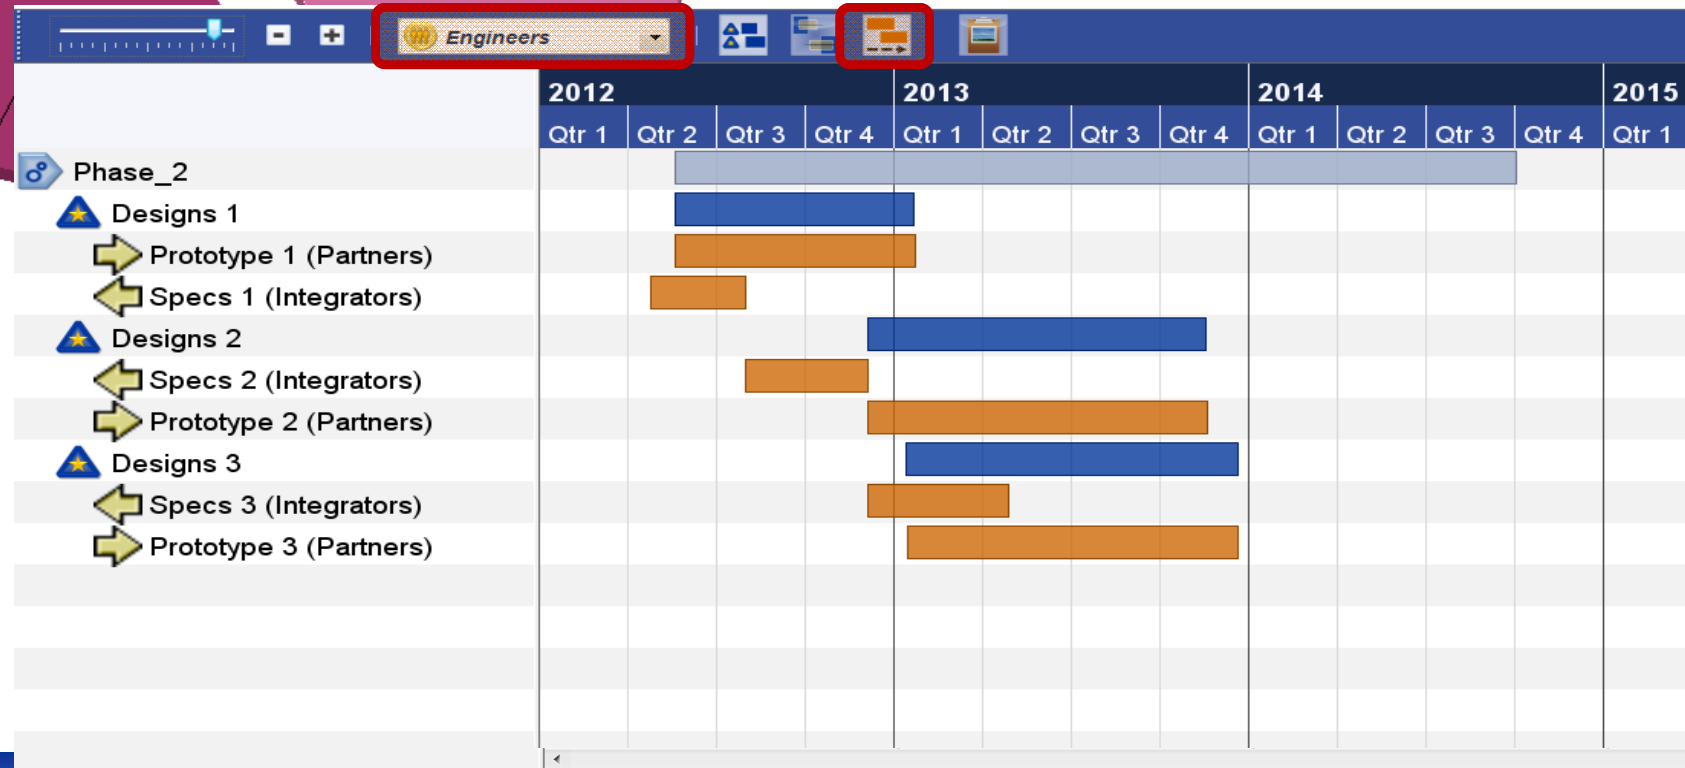 Engineers
2012 2013 2014 2015
Qtr 1 Qtr 2 Qtr 3 Qtr 4 Qtr 1 Qtr 2 Qtr 3 Qtr 4 Qtr 1 Qtr 2 Qtr 3 Qtr 4 Qtr 1
Phase_2
Designs 1
Prototype 1 (Partners)
Specs 1 (Integrators)
Designs 2
Specs 2 (Integrators)
Prototype 2 (Partners)
Designs 3
Specs 3 (Integrators)
Prototype 3 (Partners)